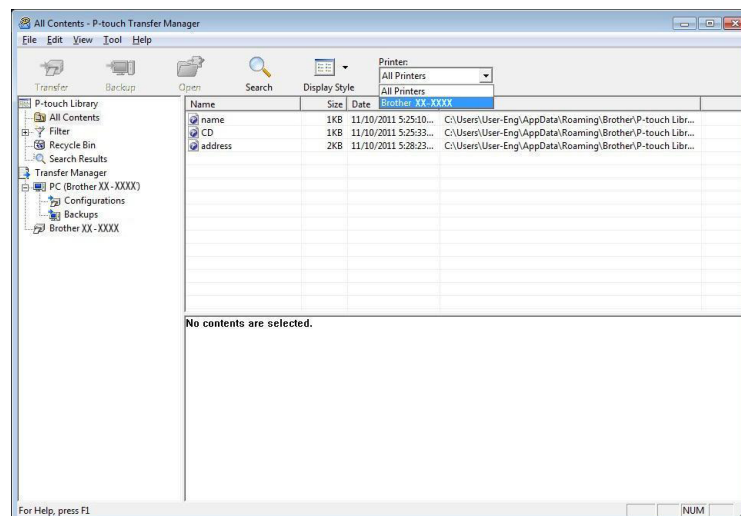 All Contents - P-touch Transfer Manager
File Edit View Tool Help
Transfer Backup Open Search Display Style
Printer:
All Printers
All Printers
Brother XX-XXXX
P-touch Library
All Contents
Filter
Recycle Bin
Search Results
Transfer Manager
PC (Brother XX-XXXX)
Configurations
Backups
Brother XX-XXXX
Name Size Date
name 1KB 11/10/2011 5:25:10... C:\Users\User-Eng\AppData\Roaming\Brother\P-touch Libr...
CD 1KB 11/10/2011 5:25:33... C:\Users\User-Eng\AppData\Roaming\Brother\P-touch Libr...
address 2KB 11/10/2011 5:28:23... C:\Users\User-Eng\AppData\Roaming\Brother\P-touch Libr...
No contents are selected.
For Help, press F1
NUM